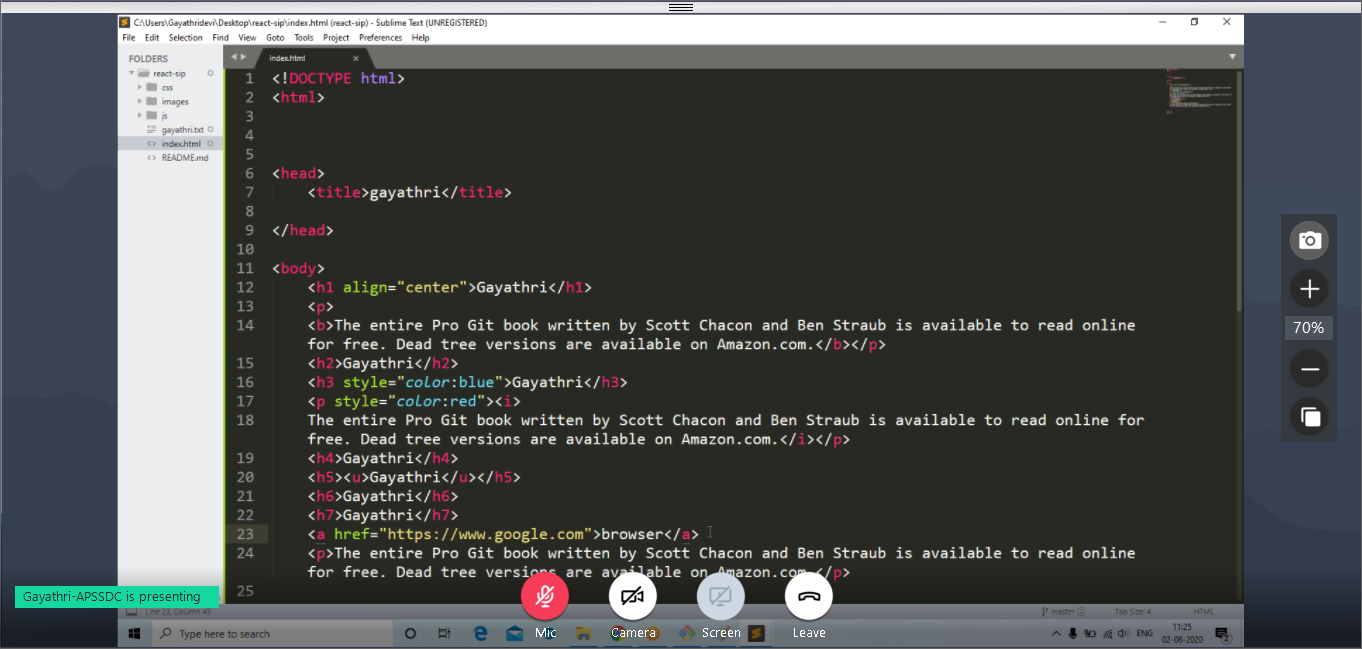 C:\Users\Gayathridevi\Desktop\react-sip\index.html (react-sip) - Sublime Text (UNREGISTERED)
File Edit Selection Find View Goto Tools Project Preferences Help
FOLDERS
react-sip
css
images
js
gayathri.txt
index.html
README.md
index.html
1 <!DOCTYPE html>
2 <html>
3
4
5
6 <head>
7 <title>gayathri</title>
8
9 </head>
10
11 <body>
12 <h1 align="center">Gayathri</h1>
13 <p>
14 <b>The entire Pro Git book written by Scott Chacon and Ben Straub is available to read online
for free. Dead tree versions are available on Amazon.com.</b></p>
15 <h2>Gayathri</h2>
16 <h3 style="color:blue">Gayathri</h3>
17 <p style="color:red"><i>
18 The entire Pro Git book written by Scott Chacon and Ben Straub is available to read online for
free. Dead tree versions are available on Amazon.com.</i></p>
19 <h4>Gayathri</h4>
20 <h5><u>Gayathri</u></h5>
21 <h6>Gayathri</h6>
22 <h7>Gayathri</h7>
23 <a href="https://www.google.com">browser</a>
24 <p>The entire Pro Git book written by Scott Chacon and Ben Straub is available to read online
for free. Dead tree versions are available on Amazon.com.</p>
25
70%
Gayathri-APSSDC is presenting
Line 23, Column 45
master
Tab Size: 4
HTML
Type here to search
Mic
Camera
Screen
Leave
ENG
11:25
02-06-2020
2